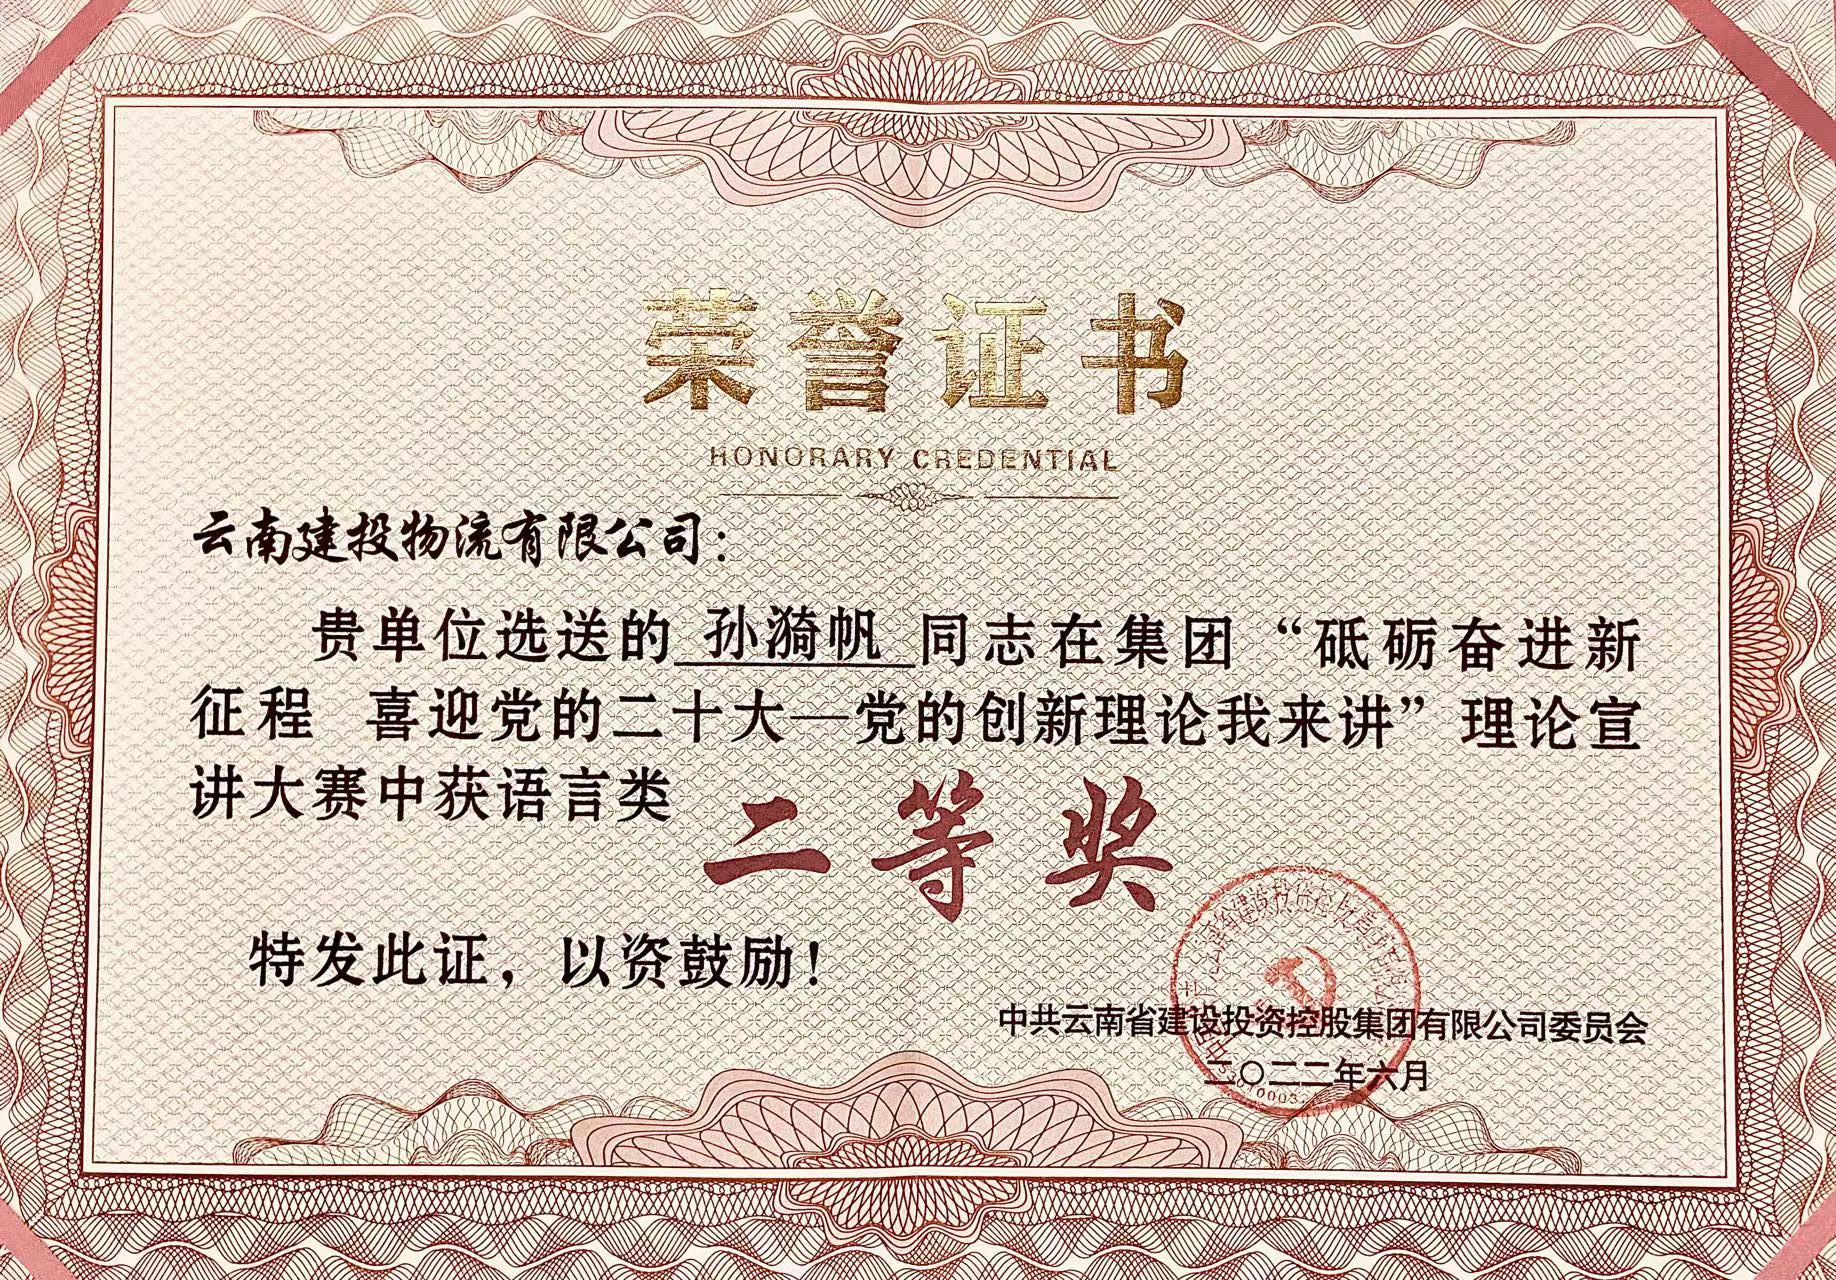 荣誉证书
HONORARY CREDENTIAL
云南建投物流有限公司：
贵单位选送的 孙漪帆 同志在集团“砥砺奋进新
征程 喜迎党的二十大—党的创新理论我来讲”理论宣
讲大赛中获语言类
二等奖
特发此证，以资鼓励！
中共云南省建设投资控股集团有限公司委员会
二〇二二年六月